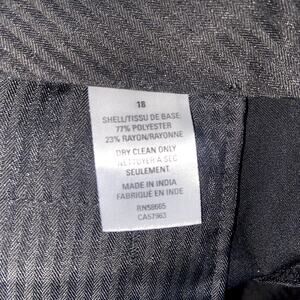 18
SHELL/TISSU DE BASE:
77% POLYESTER
23% RAYON/RAYONNE
DRY CLEAN ONLY
NETTOYER A SEC
SEULEMENT
MADE IN INDIA
FABRIQUÉ EN INDE
RN58665
CA57963